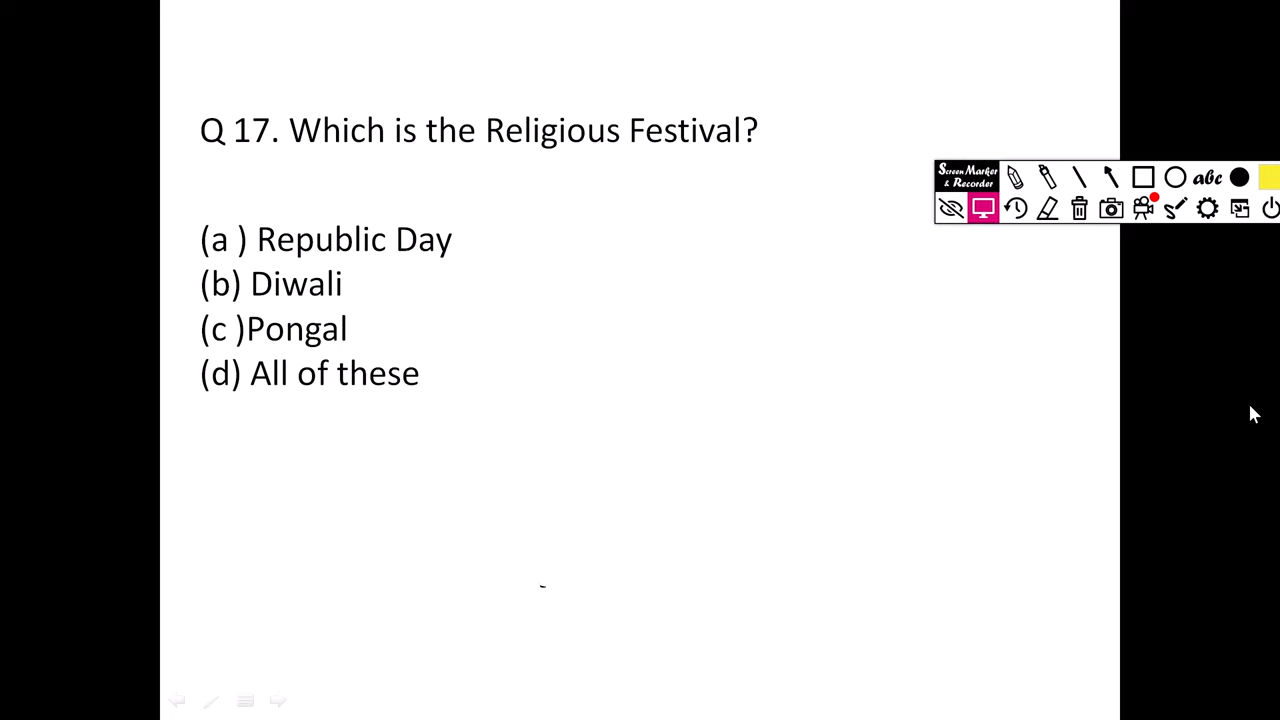 Q 17. Which is the Religious Festival?
Screen Marker
& Recorder
abc
(a ) Republic Day
(b) Diwali
(c )Pongal
(d) All of these